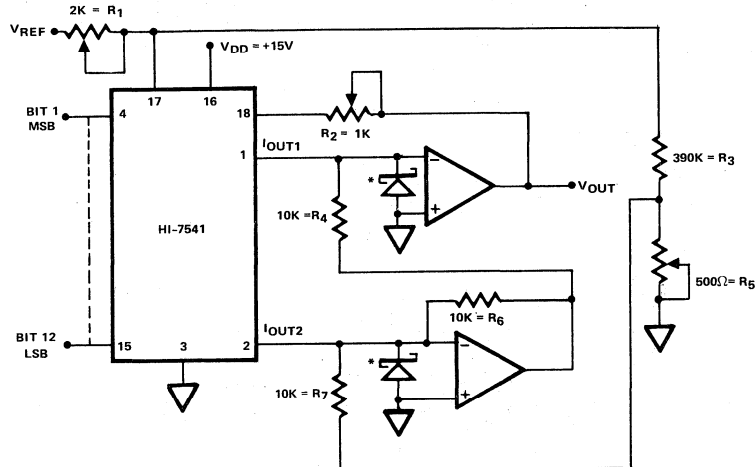 2K = R1
VREF
VDD = +15V
17
16
BIT 1
MSB
4
18
R2 = 1K
IOUT1
1
390K = R3
*
−
+
VOUT
10K = R4
HI-7541
500Ω = R5
10K = R6
BIT 12
LSB
IOUT2
15
3
2
*
−
+
10K = R7